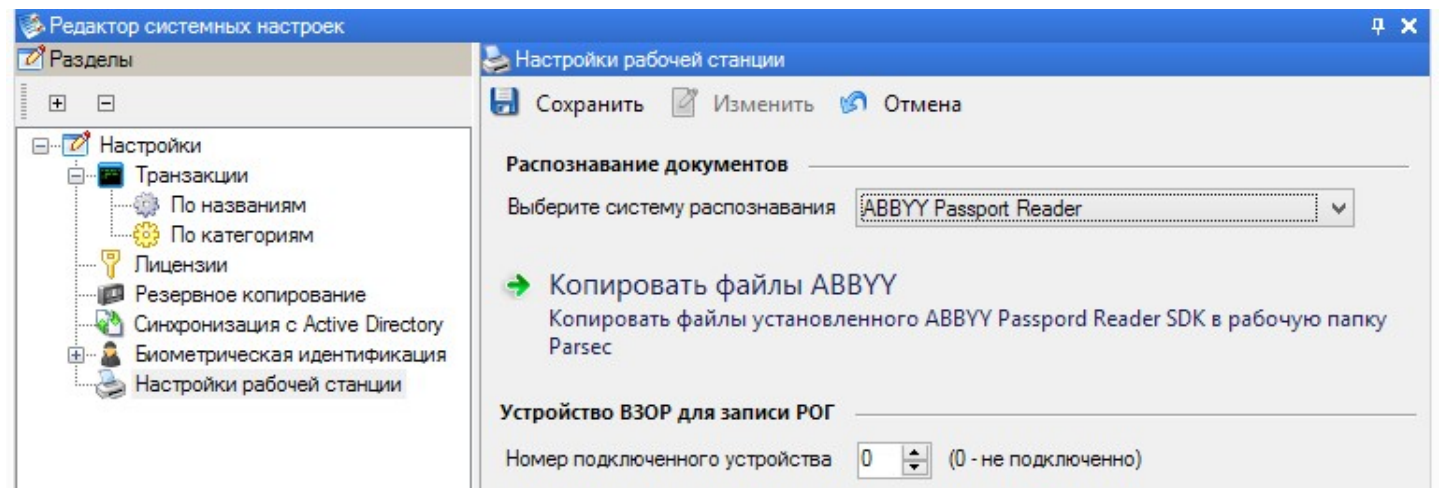 Редактор системных настроек
Разделы
Настройки
Транзакции
По названиям
По категориям
Лицензии
Резервное копирование
Синхронизация с Active Directory
Биометрическая идентификация
Настройки рабочей станции
Настройки рабочей станции
Сохранить Изменить Отмена
Распознавание документов
Выберите систему распознавания ABBYY Passport Reader
Копировать файлы ABBYY
Копировать файлы установленного ABBYY Passpord Reader SDK в рабочую папку
Parsec
Устройство ВЗОР для записи РОГ
Номер подключенного устройства 0 (0 - не подключенно)